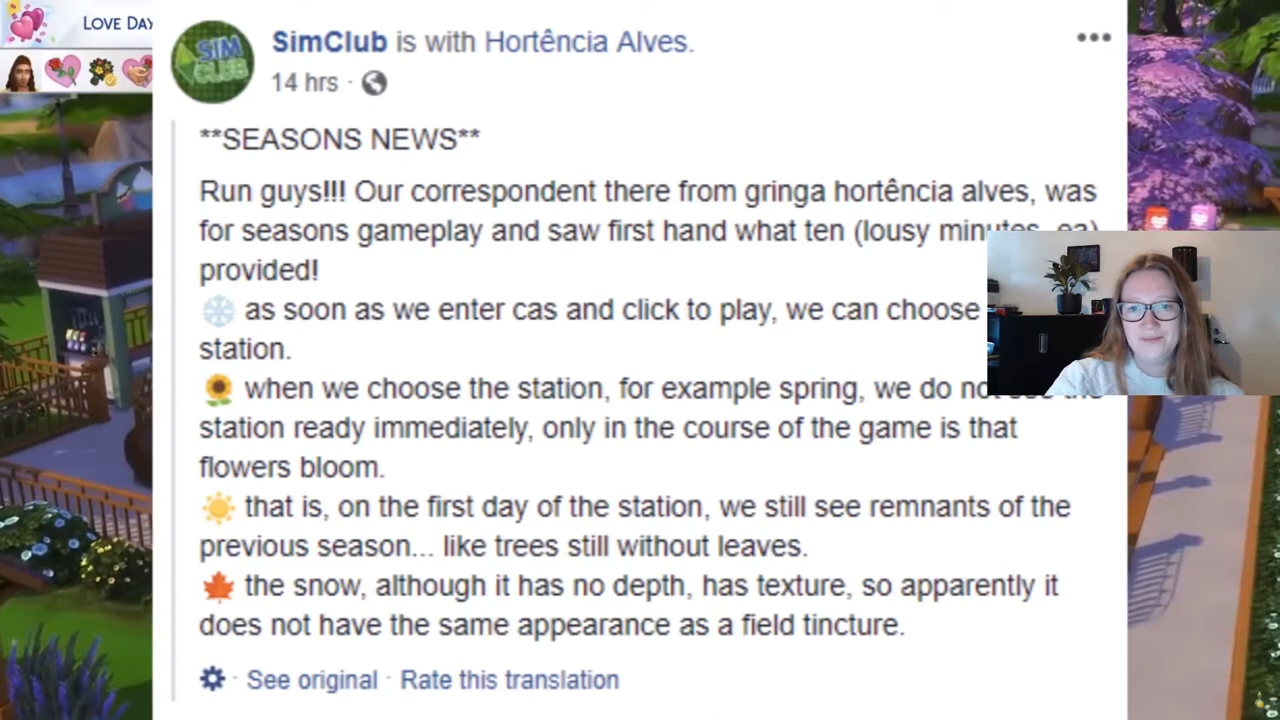 LOVE DAY
SIM CLUB
SimClub is with Hortência Alves.
14 hrs ·
**SEASONS NEWS**
Run guys!!! Our correspondent there from gringa hortência alves, was
for seasons gameplay and saw first hand what ten (lousy minutes, ea)
provided!
as soon as we enter cas and click to play, we can choose
station.
when we choose the station, for example spring, we do not see the
station ready immediately, only in the course of the game is that
flowers bloom.
that is, on the first day of the station, we still see remnants of the
previous season... like trees still without leaves.
the snow, although it has no depth, has texture, so apparently it
does not have the same appearance as a field tincture.
· See original · Rate this translation